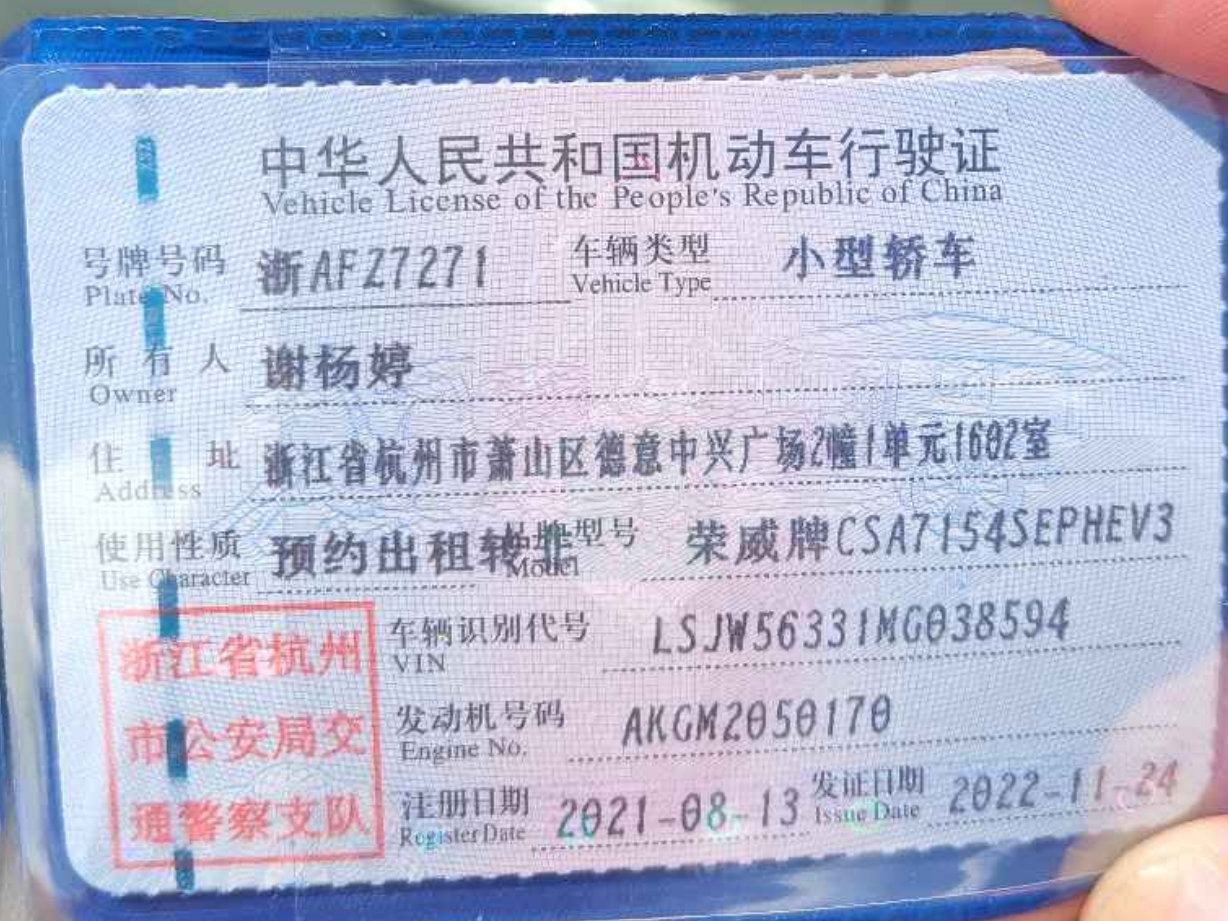 中华人民共和国机动车行驶证
Vehicle License of the People's Republic of China
号牌号码 浙AFZ7271 车辆类型 小型轿车
Plate No. Vehicle Type
所有人 谢杨婷
Owner
住址 浙江省杭州市萧山区德意中兴广场2幢1单元1602室
Address
使用性质 预约出租转非 品牌型号 荣威牌CSA7154SEPHEV3
Use Character Model
浙江省杭州
市公安局交
通警察支队
车辆识别代号 LSJW56331MG038594
VIN
发动机号码 AKGM2050170
Engine No.
注册日期 2021-08-13 发证日期 2022-11-24
Register Date Issue Date